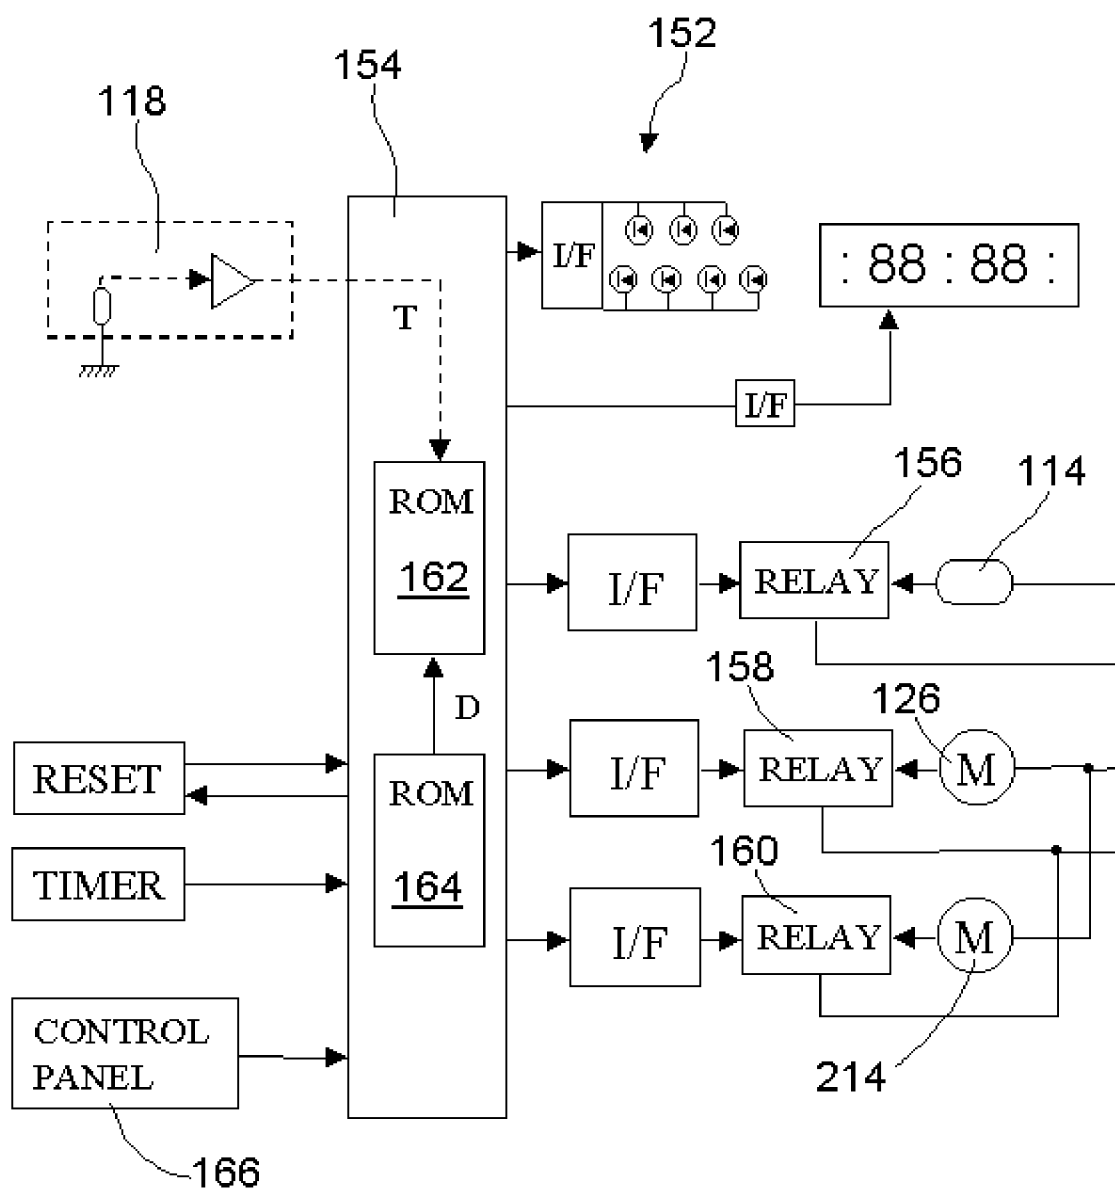 152
154
118
I/F
: 88 : 88 :
T
I/F
156
114
ROM
162
I/F
RELAY
158
126
D
RESET
ROM
I/F
RELAY
M
160
TIMER
164
I/F
RELAY
M
CONTROL
PANEL
214
166